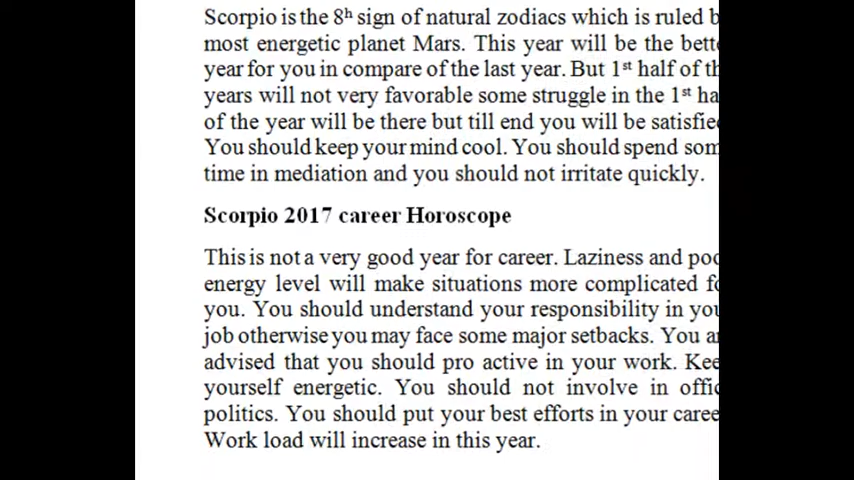 Scorpio is the 8h sign of natural zodiacs which is ruled b
most energetic planet Mars. This year will be the bette
year for you in compare of the last year. But 1st half of th
years will not very favorable some struggle in the 1st ha
of the year will be there but till end you will be satisfied
You should keep your mind cool. You should spend som
time in mediation and you should not irritate quickly.
Scorpio 2017 career Horoscope
This is not a very good year for career. Laziness and poo
energy level will make situations more complicated fo
you. You should understand your responsibility in you
job otherwise you may face some major setbacks. You ar
advised that you should pro active in your work. Kee
yourself energetic. You should not involve in offic
politics. You should put your best efforts in your caree
Work load will increase in this year.